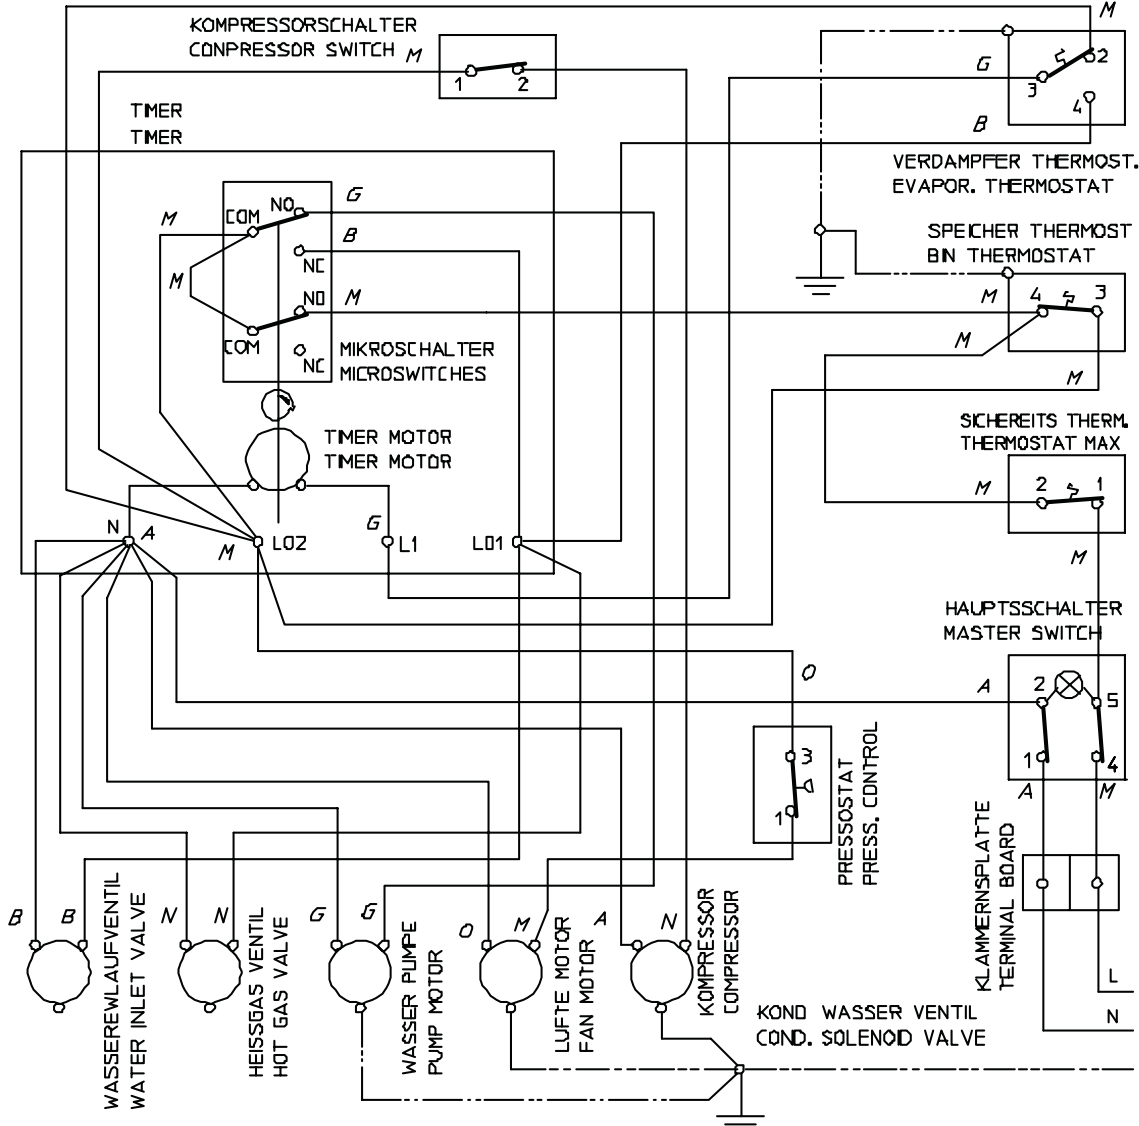 KOMPRESSORSCHALTER
CONPRESSOR SWITCH
M
M
1
2
G
3
2
4
B
TIMER
TIMER
VERDAMPFER THERMOST.
EVAPOR. THERMOSTAT
M
COM
NO
G
B
NC
M
NO
M
COM
NC
MIKROSCHALTER
MICROSWITCHES
SPEICHER THERMOST
BIN THERMOSTAT
M
4
3
M
M
TIMER MOTOR
TIMER MOTOR
SICHEREITS THERM.
THERMOSTAT MAX
M
2
1
N
A
M
LO2
G
L1
LO1
M
HAUPTSSCHALTER
MASTER SWITCH
A
2
5
1
4
A
M
O
3
1
PRESSOSTAT
PRESS. CONTROL
KLAMMERNSPLATTE
TERMINAL BOARD
L
N
B
B
N
N
G
G
O
M
A
N
WASSEREWLAUFVENTIL
WATER INLET VALVE
HEISSGAS VENTIL
HOT GAS VALVE
WASSER PUMPE
PUMP MOTOR
LUFTE MOTOR
FAN MOTOR
KOMPRESSOR
COMPRESSOR
KOND WASSER VENTIL
COND. SOLENOID VALVE